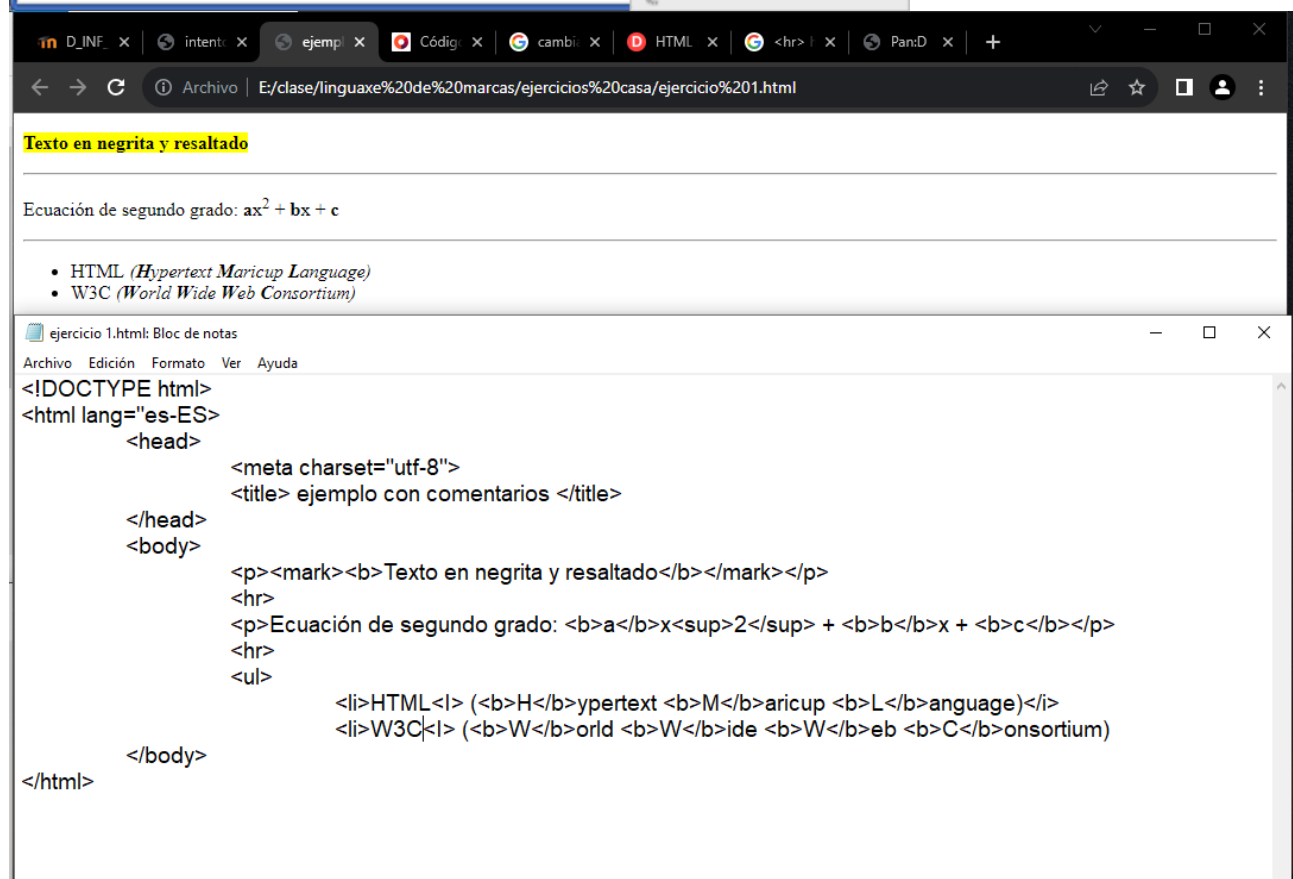 D_INF_ intento ejempl Códigc cambi HTML <hr> H Pan:D
Archivo E:/clase/linguaxe%20de%20marcas/ejercicios%20casa/ejercicio%201.html
Texto en negrita y resaltado
Ecuación de segundo grado: ax² + bx + c
• HTML (Hypertext Maricup Language)
• W3C (World Wide Web Consortium)
ejercicio 1.html: Bloc de notas
Archivo Edición Formato Ver Ayuda
<!DOCTYPE html>
<html lang="es-ES>
<head>
<meta charset="utf-8">
<title> ejemplo con comentarios </title>
</head>
<body>
<p><mark><b>Texto en negrita y resaltado</b></mark></p>
<hr>
<p>Ecuación de segundo grado: <b>a</b>x<sup>2</sup> + <b>b</b>x + <b>c</b></p>
<hr>
<ul>
<li>HTML<I> (<b>H</b>ypertext <b>M</b>aricup <b>L</b>anguage)</i>
<li>W3C<I> (<b>W</b>orld <b>W</b>ide <b>W</b>eb <b>C</b>onsortium)
</body>
</html>